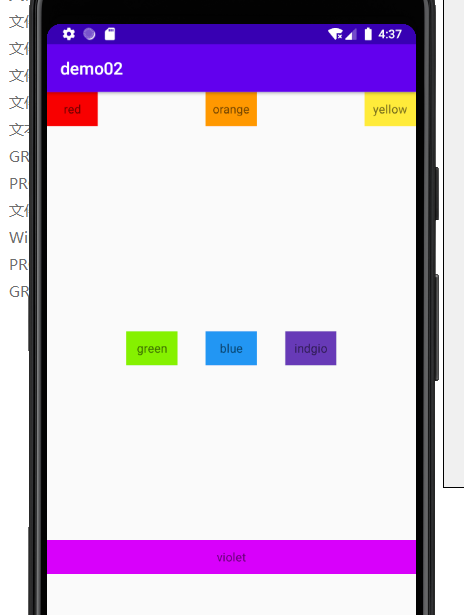 4:37
demo02
red orange yellow
green blue indgio
violet
文
文
文
文
文
GR
PR
文
Wi
PR
GR